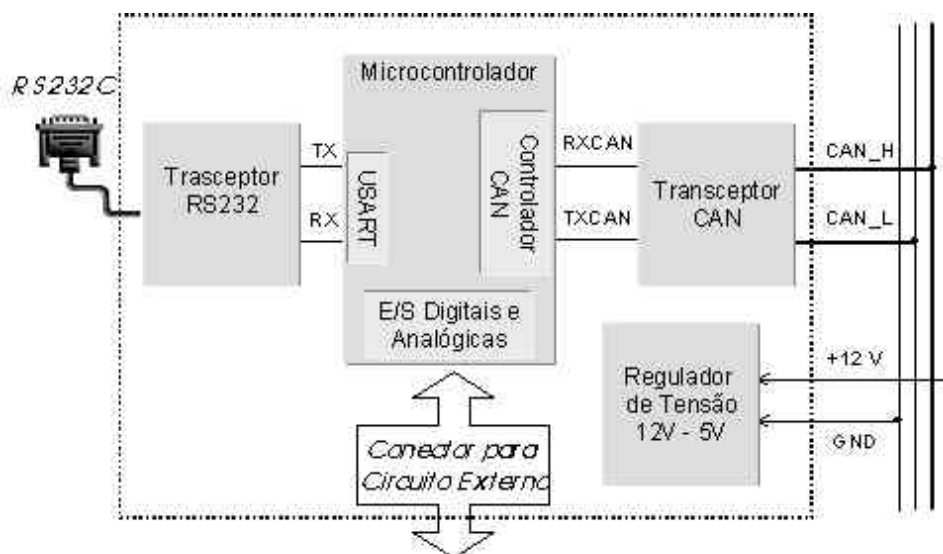 RS232C
Trasceptor
RS232
TX
RX
Microcontrolador
USART
Controlador
CAN
E/S Digitais e
Analógicas
RXCAN
TXCAN
Transceptor
CAN
CAN_H
CAN_L
Regulador
de Tensão
12V - 5V
+12 V
GND
Conector para
Circuito Externo